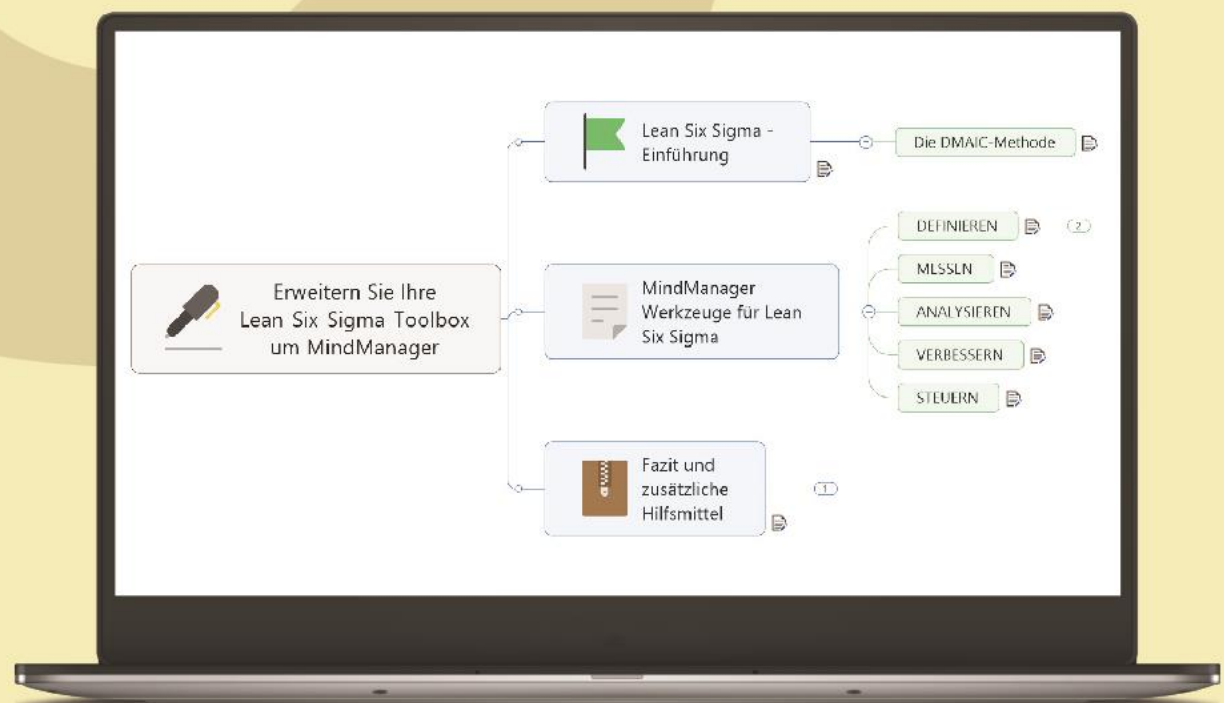 Lean Six Sigma -
Einführung
Die DMAIC-Methode
Erweitern Sie Ihre
Lean Six Sigma Toolbox
um MindManager
MindManager
Werkzeuge für Lean
Six Sigma
DEFINIEREN
2
MESSEN
ANALYSIEREN
VERBESSERN
STEUERN
Fazit und
zusätzliche
Hilfsmittel
1